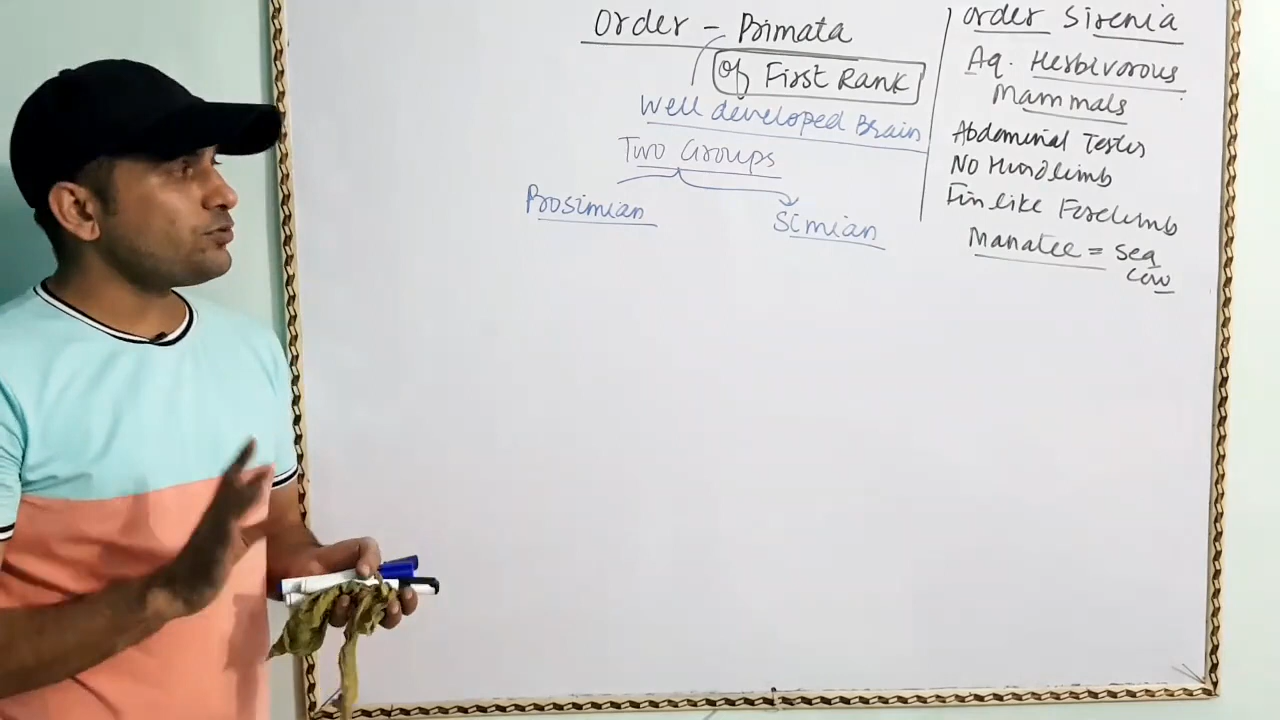 Order - Primata
Of First Rank
Well developed Brain
Two Groups
Prosimian
Simian
order Sirenia
Aq. Herbivorous
Mammals
Abdominal Testes
No Hindlimb
Fin like Forelimb
Manatee = Sea
Cow